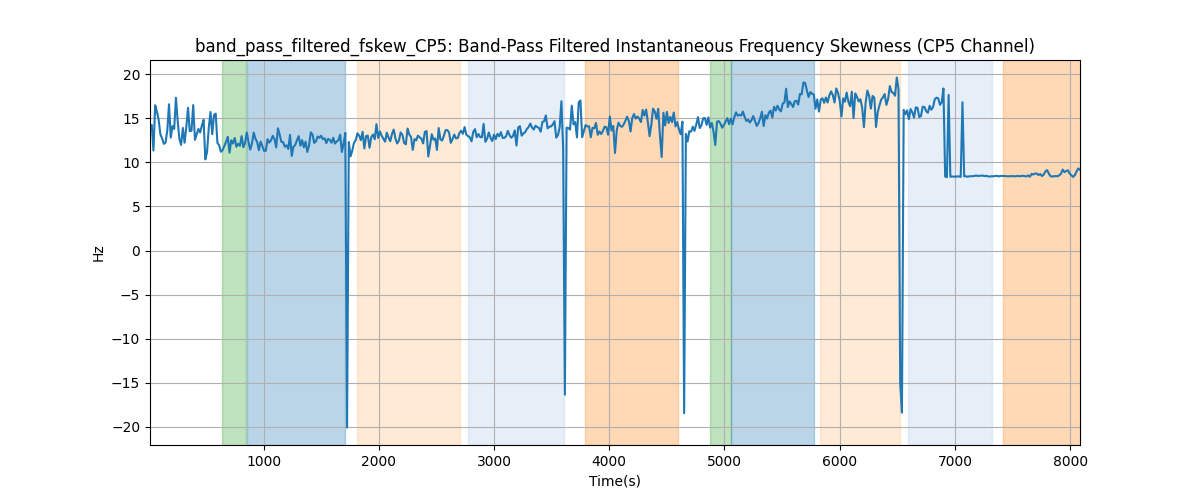 band_pass_filtered_fskew_CP5: Band-Pass Filtered Instantaneous Frequency Skewness (CP5 Channel)
20
15
10
5
0
−5
−10
−15
−20
Hz
1000 2000 3000 4000 5000 6000 7000 8000
Time(s)